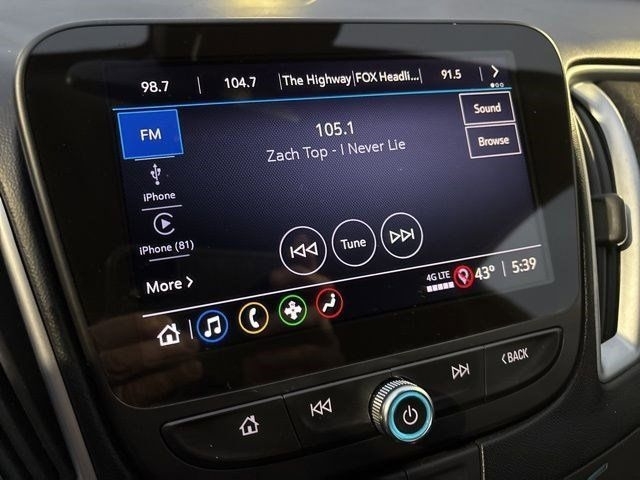 98.7 104.7 The Highway FOX Headli... 91.5
FM
105.1
Zach Top - I Never Lie
Sound
Browse
iPhone
iPhone (81)
Tune
More
4G LTE 43° 5:39
BACK